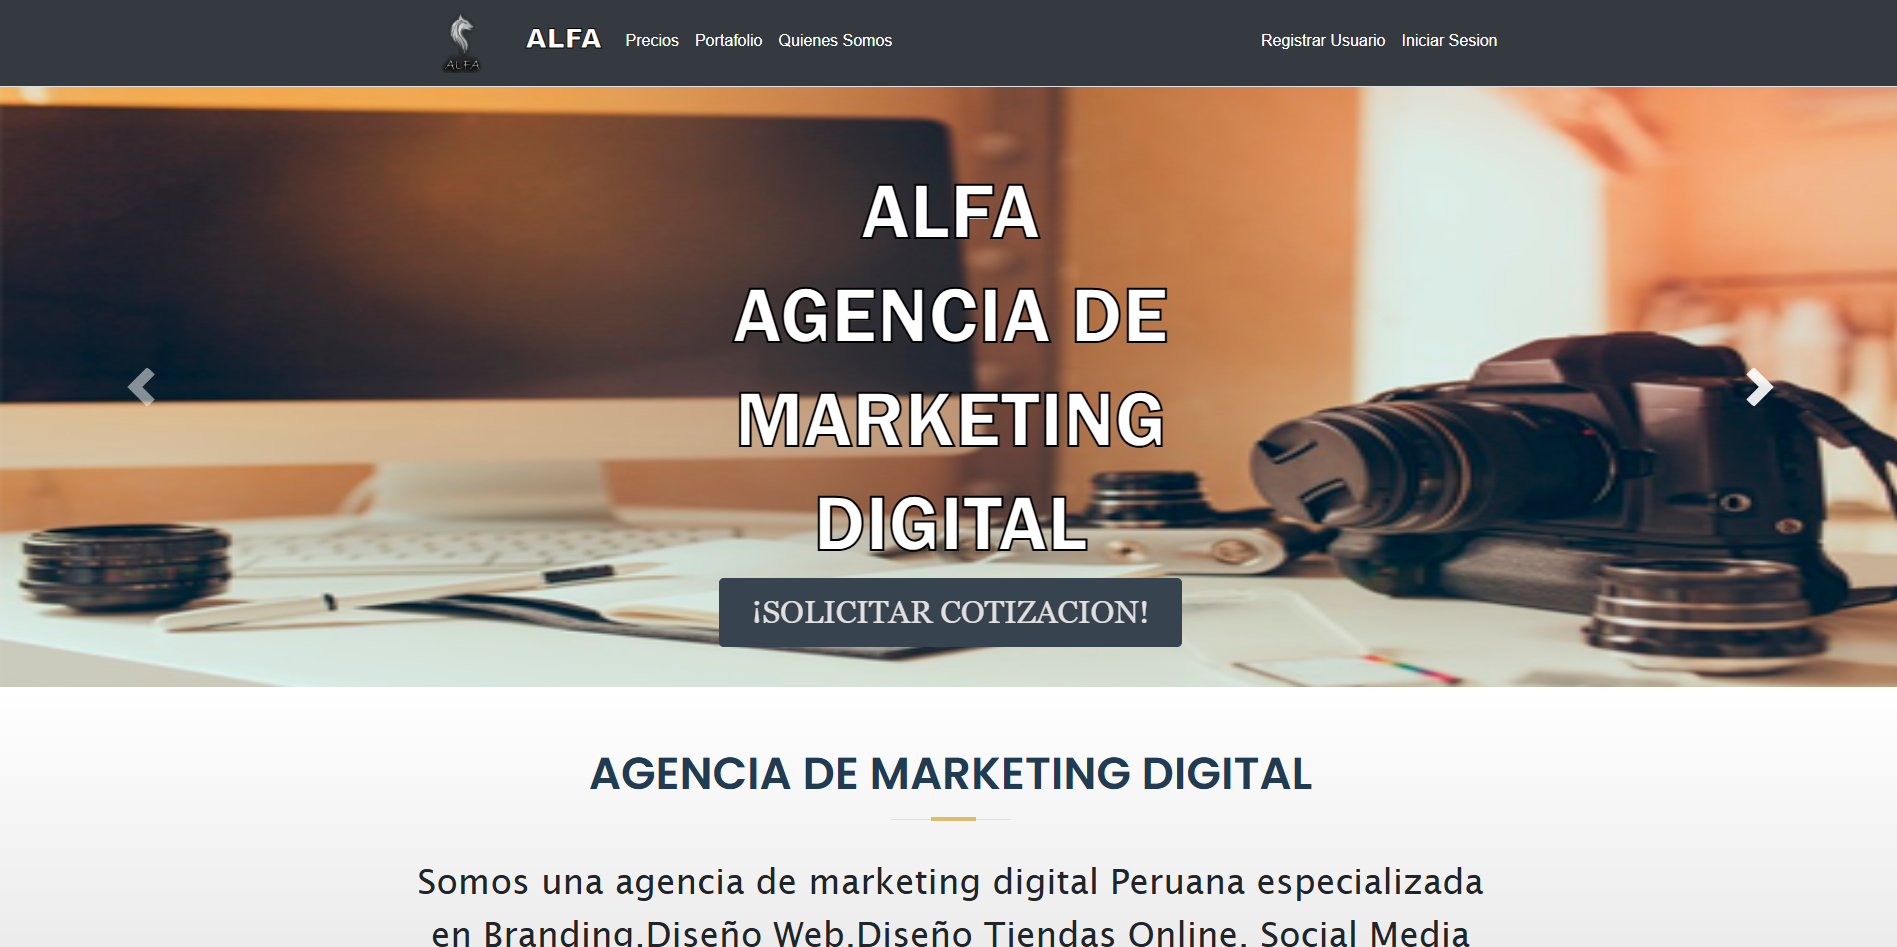 ALFA
ALFA
Precios
Portafolio
Quienes Somos
Registrar Usuario
Iniciar Sesion
ALFA
AGENCIA DE
MARKETING
DIGITAL
¡SOLICITAR COTIZACION!
AGENCIA DE MARKETING DIGITAL
Somos una agencia de marketing digital Peruana especializada
en Branding,Diseño Web,Diseño Tiendas Online, Social Media